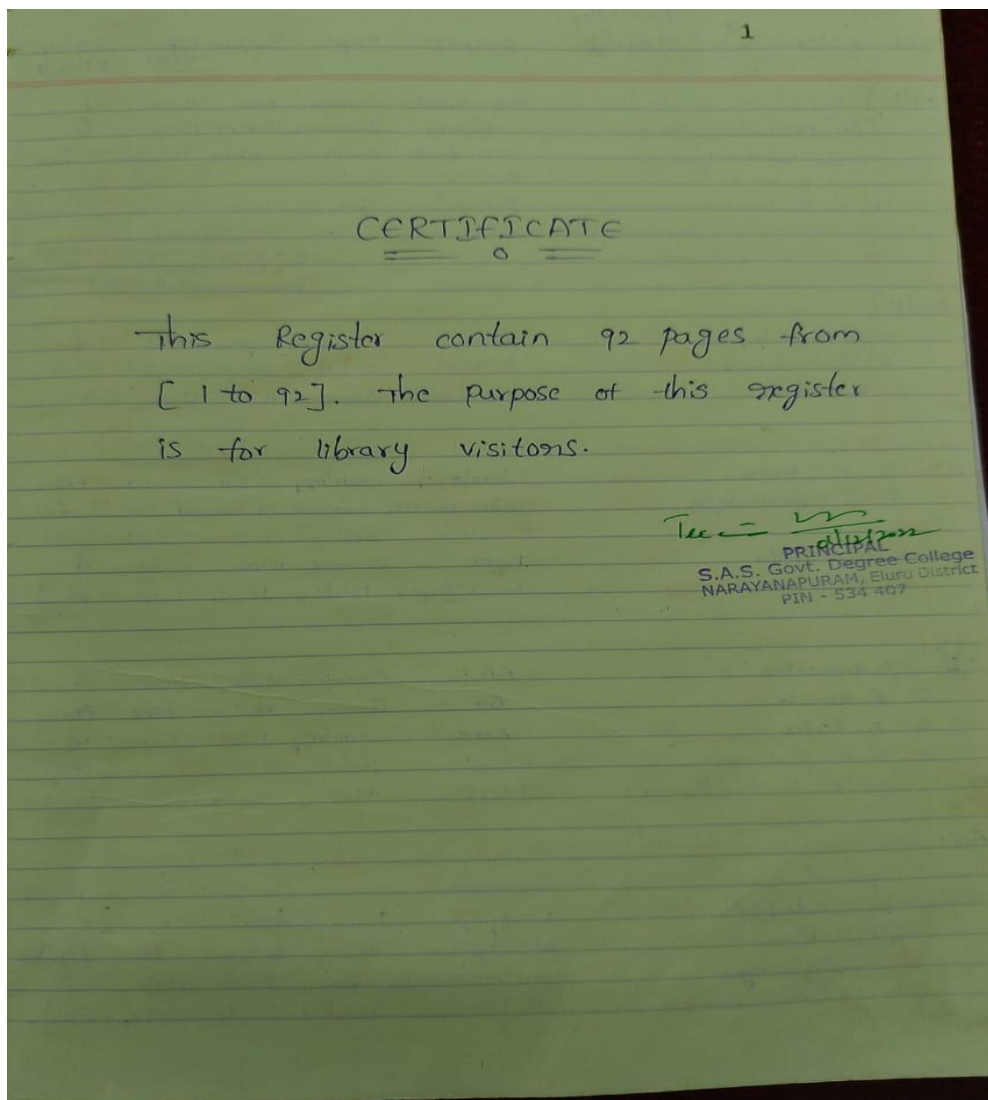 1
CERTIFICATE
This Register contain 92 pages from
[ 1 to 92]. The purpose of this register
is for library visitors.
PRINCIPAL
S.A.S. Govt. Degree College
NARAYANAPURAM, Eluru District
PIN - 534 407